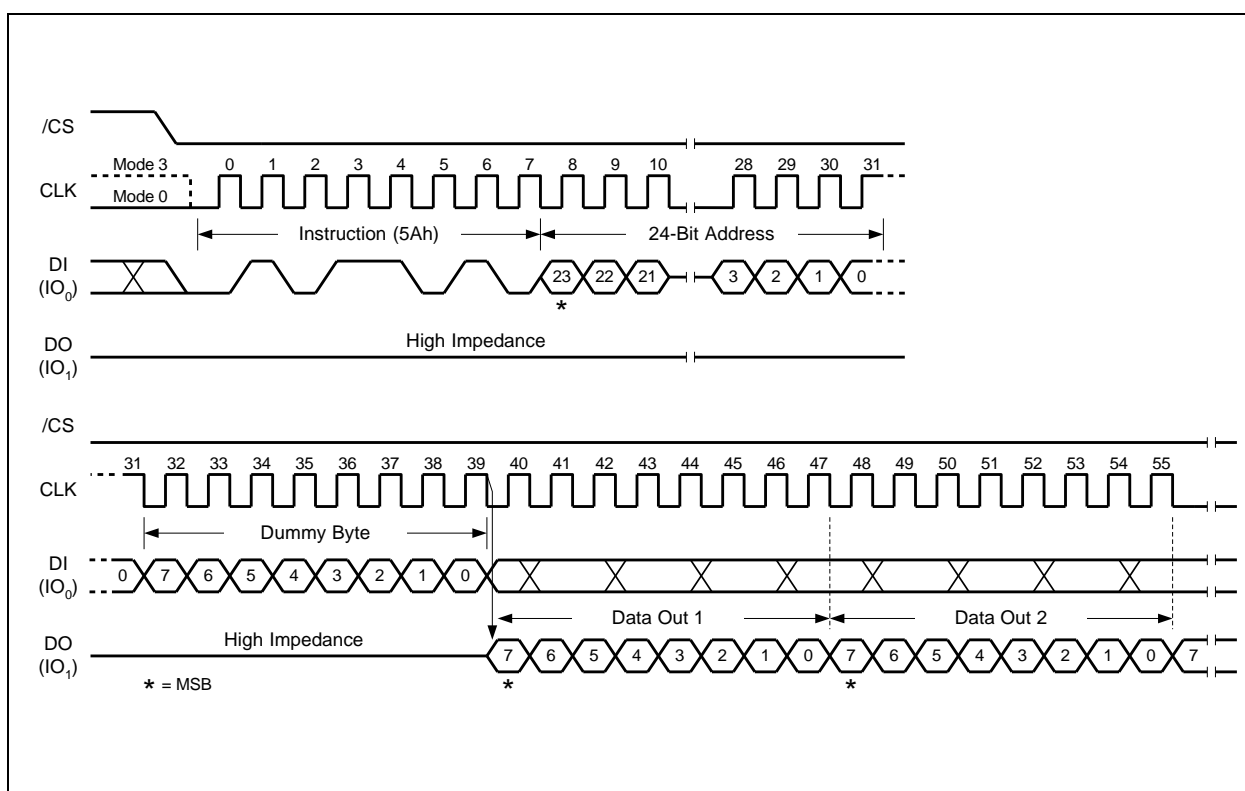 /CS
Mode 3 0 1 2 3 4 5 6 7 8 9 10 28 29 30 31
CLK Mode 0
Instruction (5Ah) 24-Bit Address
DI
(IO0) 23 22 21 3 2 1 0
*
High Impedance
DO
(IO1)
/CS
31 32 33 34 35 36 37 38 39 40 41 42 43 44 45 46 47 48 49 50 51 52 53 54 55
CLK
Dummy Byte
DI
(IO0) 0 7 6 5 4 3 2 1 0
Data Out 1 Data Out 2
High Impedance
DO
(IO1) 7 6 5 4 3 2 1 0 7 6 5 4 3 2 1 0 7
* = MSB * *